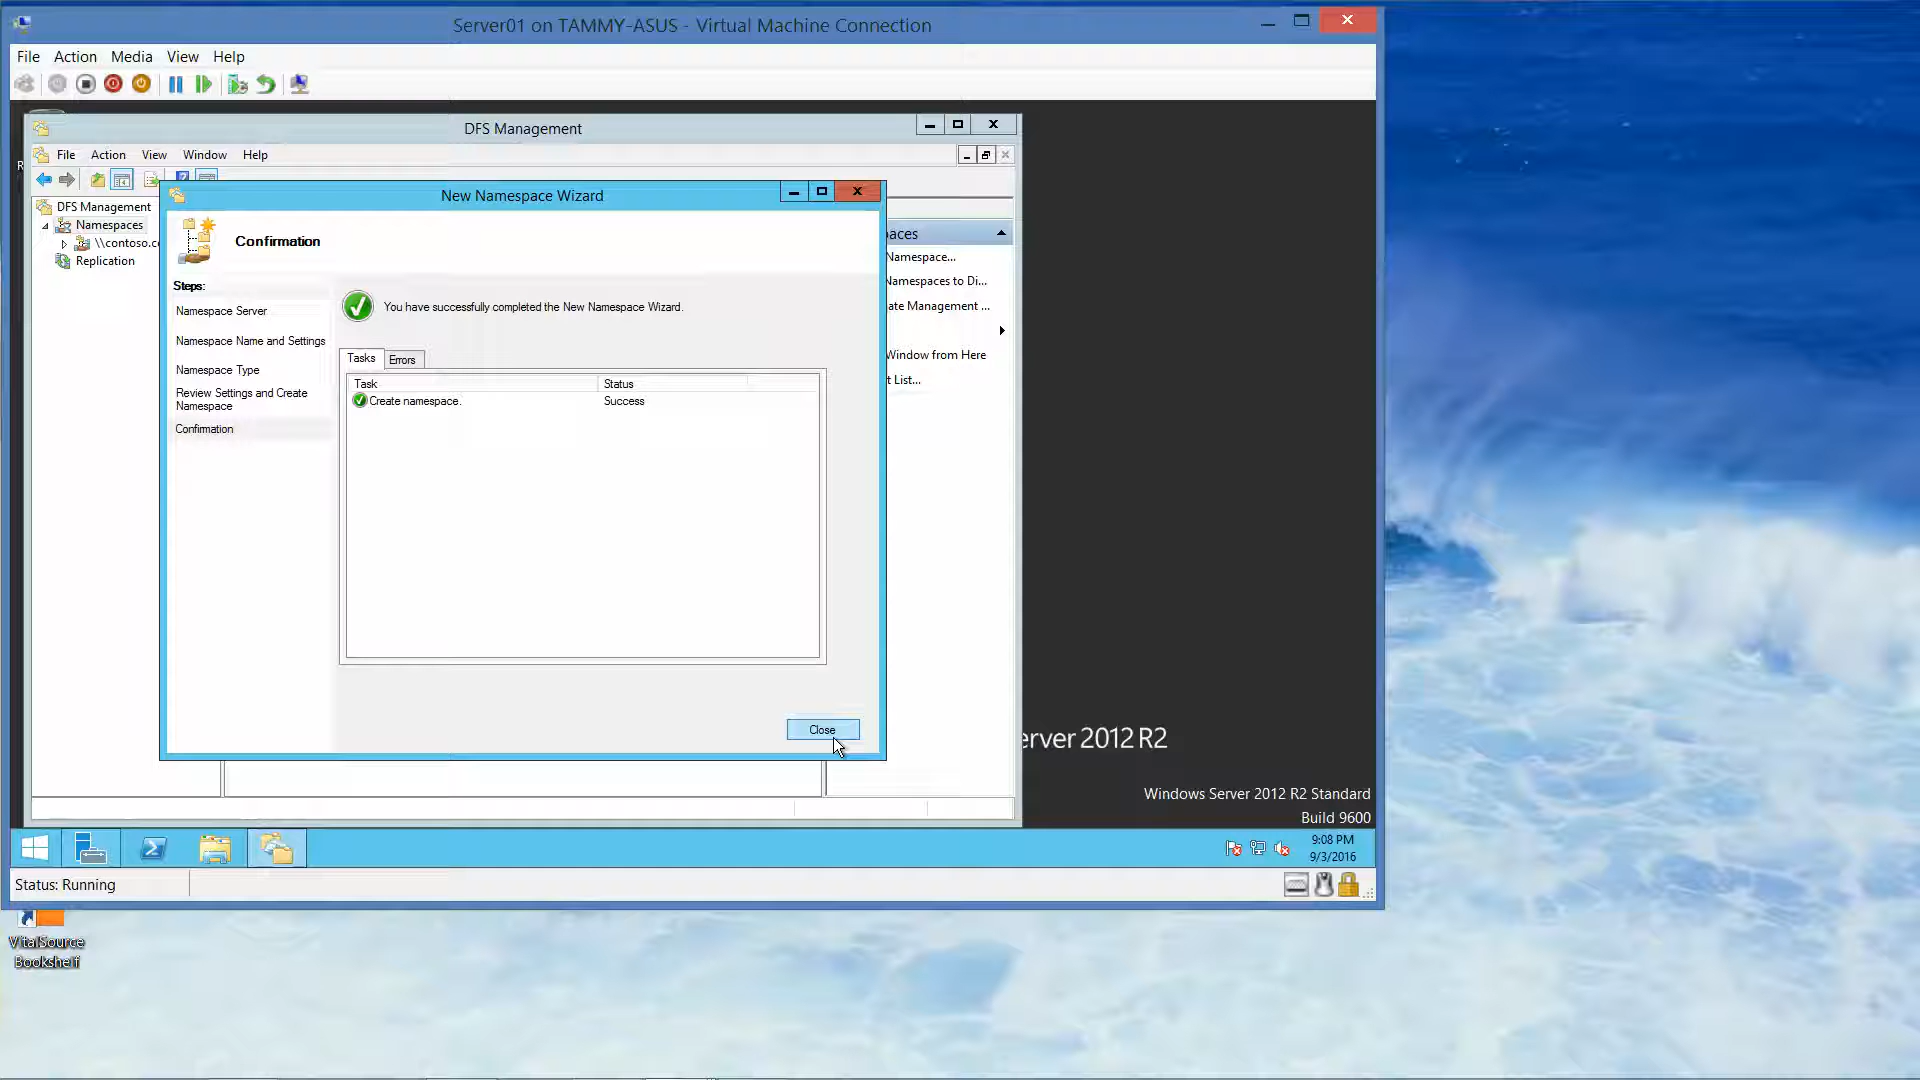 Server01 on TAMMY-ASUS - Virtual Machine Connection
File Action Media View Help
DFS Management
File Action View Window Help
New Namespace Wizard
DFS Management
Namespaces
\\contoso.c
Replication
Confirmation
Steps:
Namespace Server
Namespace Name and Settings
Namespace Type
Review Settings and Create
Namespace
Confirmation
You have successfully completed the New Namespace Wizard.
Tasks Errors
Task Status
Create namespace. Success
Close
aces
Namespace...
Namespaces to Di...
ate Management ...
Window from Here
t List...
erver 2012 R2
Windows Server 2012 R2 Standard
Build 9600
9:08 PM
9/3/2016
Status: Running
VitalSource
Bookshelf